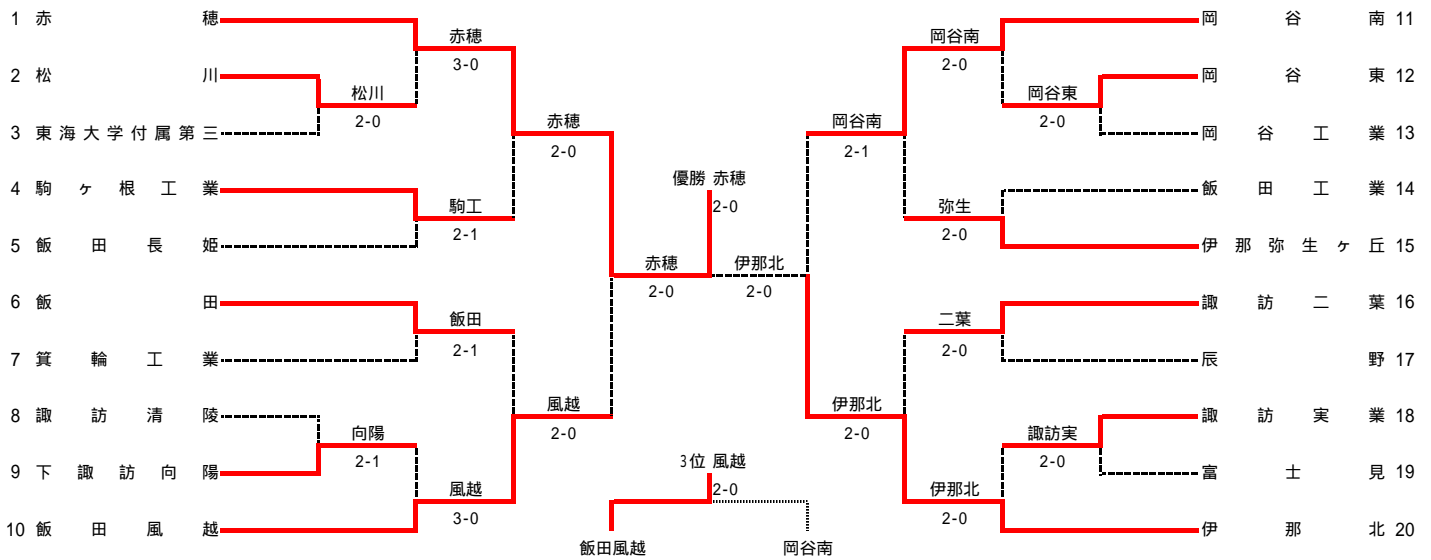 1 赤穂
2 松川
3 東海大学付属第三
4 駒ヶ根工業
5 飯田長姫
6 飯田
7 箕輪工業
8 諏訪清陵
9 下諏訪向陽
10 飯田風越
松川
2-0
向陽
2-1
赤穂
3-0
駒工
2-1
飯田
2-1
風越
3-0
赤穂
2-0
風越
2-0
赤穂
2-0
優勝 赤穂
2-0
伊那北
2-0
3位 風越
2-0
飯田風越
岡谷南
岡谷南
2-1
伊那北
2-0
岡谷南
2-0
弥生
2-0
二葉
2-0
伊那北
2-0
岡谷東
2-0
諏訪実
2-0
岡谷南 11
岡谷東 12
岡谷工業 13
飯田工業 14
伊那弥生ヶ丘 15
諏訪二葉 16
辰野 17
諏訪実業 18
富士見 19
伊那北 20